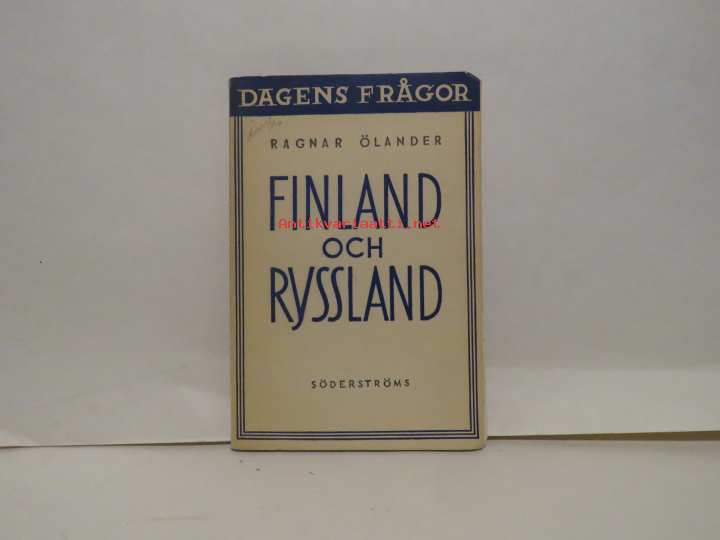 DAGENS FRÅGOR
RAGNAR ÖLANDER
FINLAND
Antikvariaatti.net
OCH
RYSSLAND
SÖDERSTRÖMS